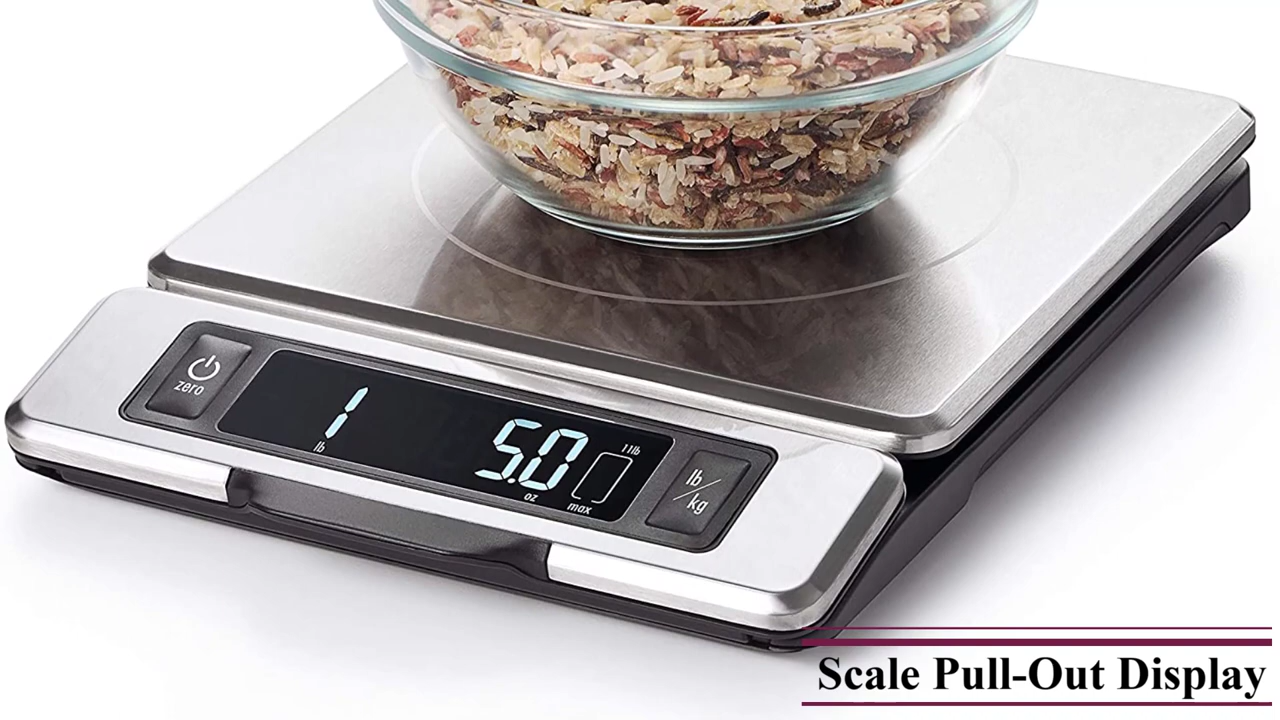 zero
1
lb
5.0
oz
11lb
max
lb/kg
Scale Pull-Out Display